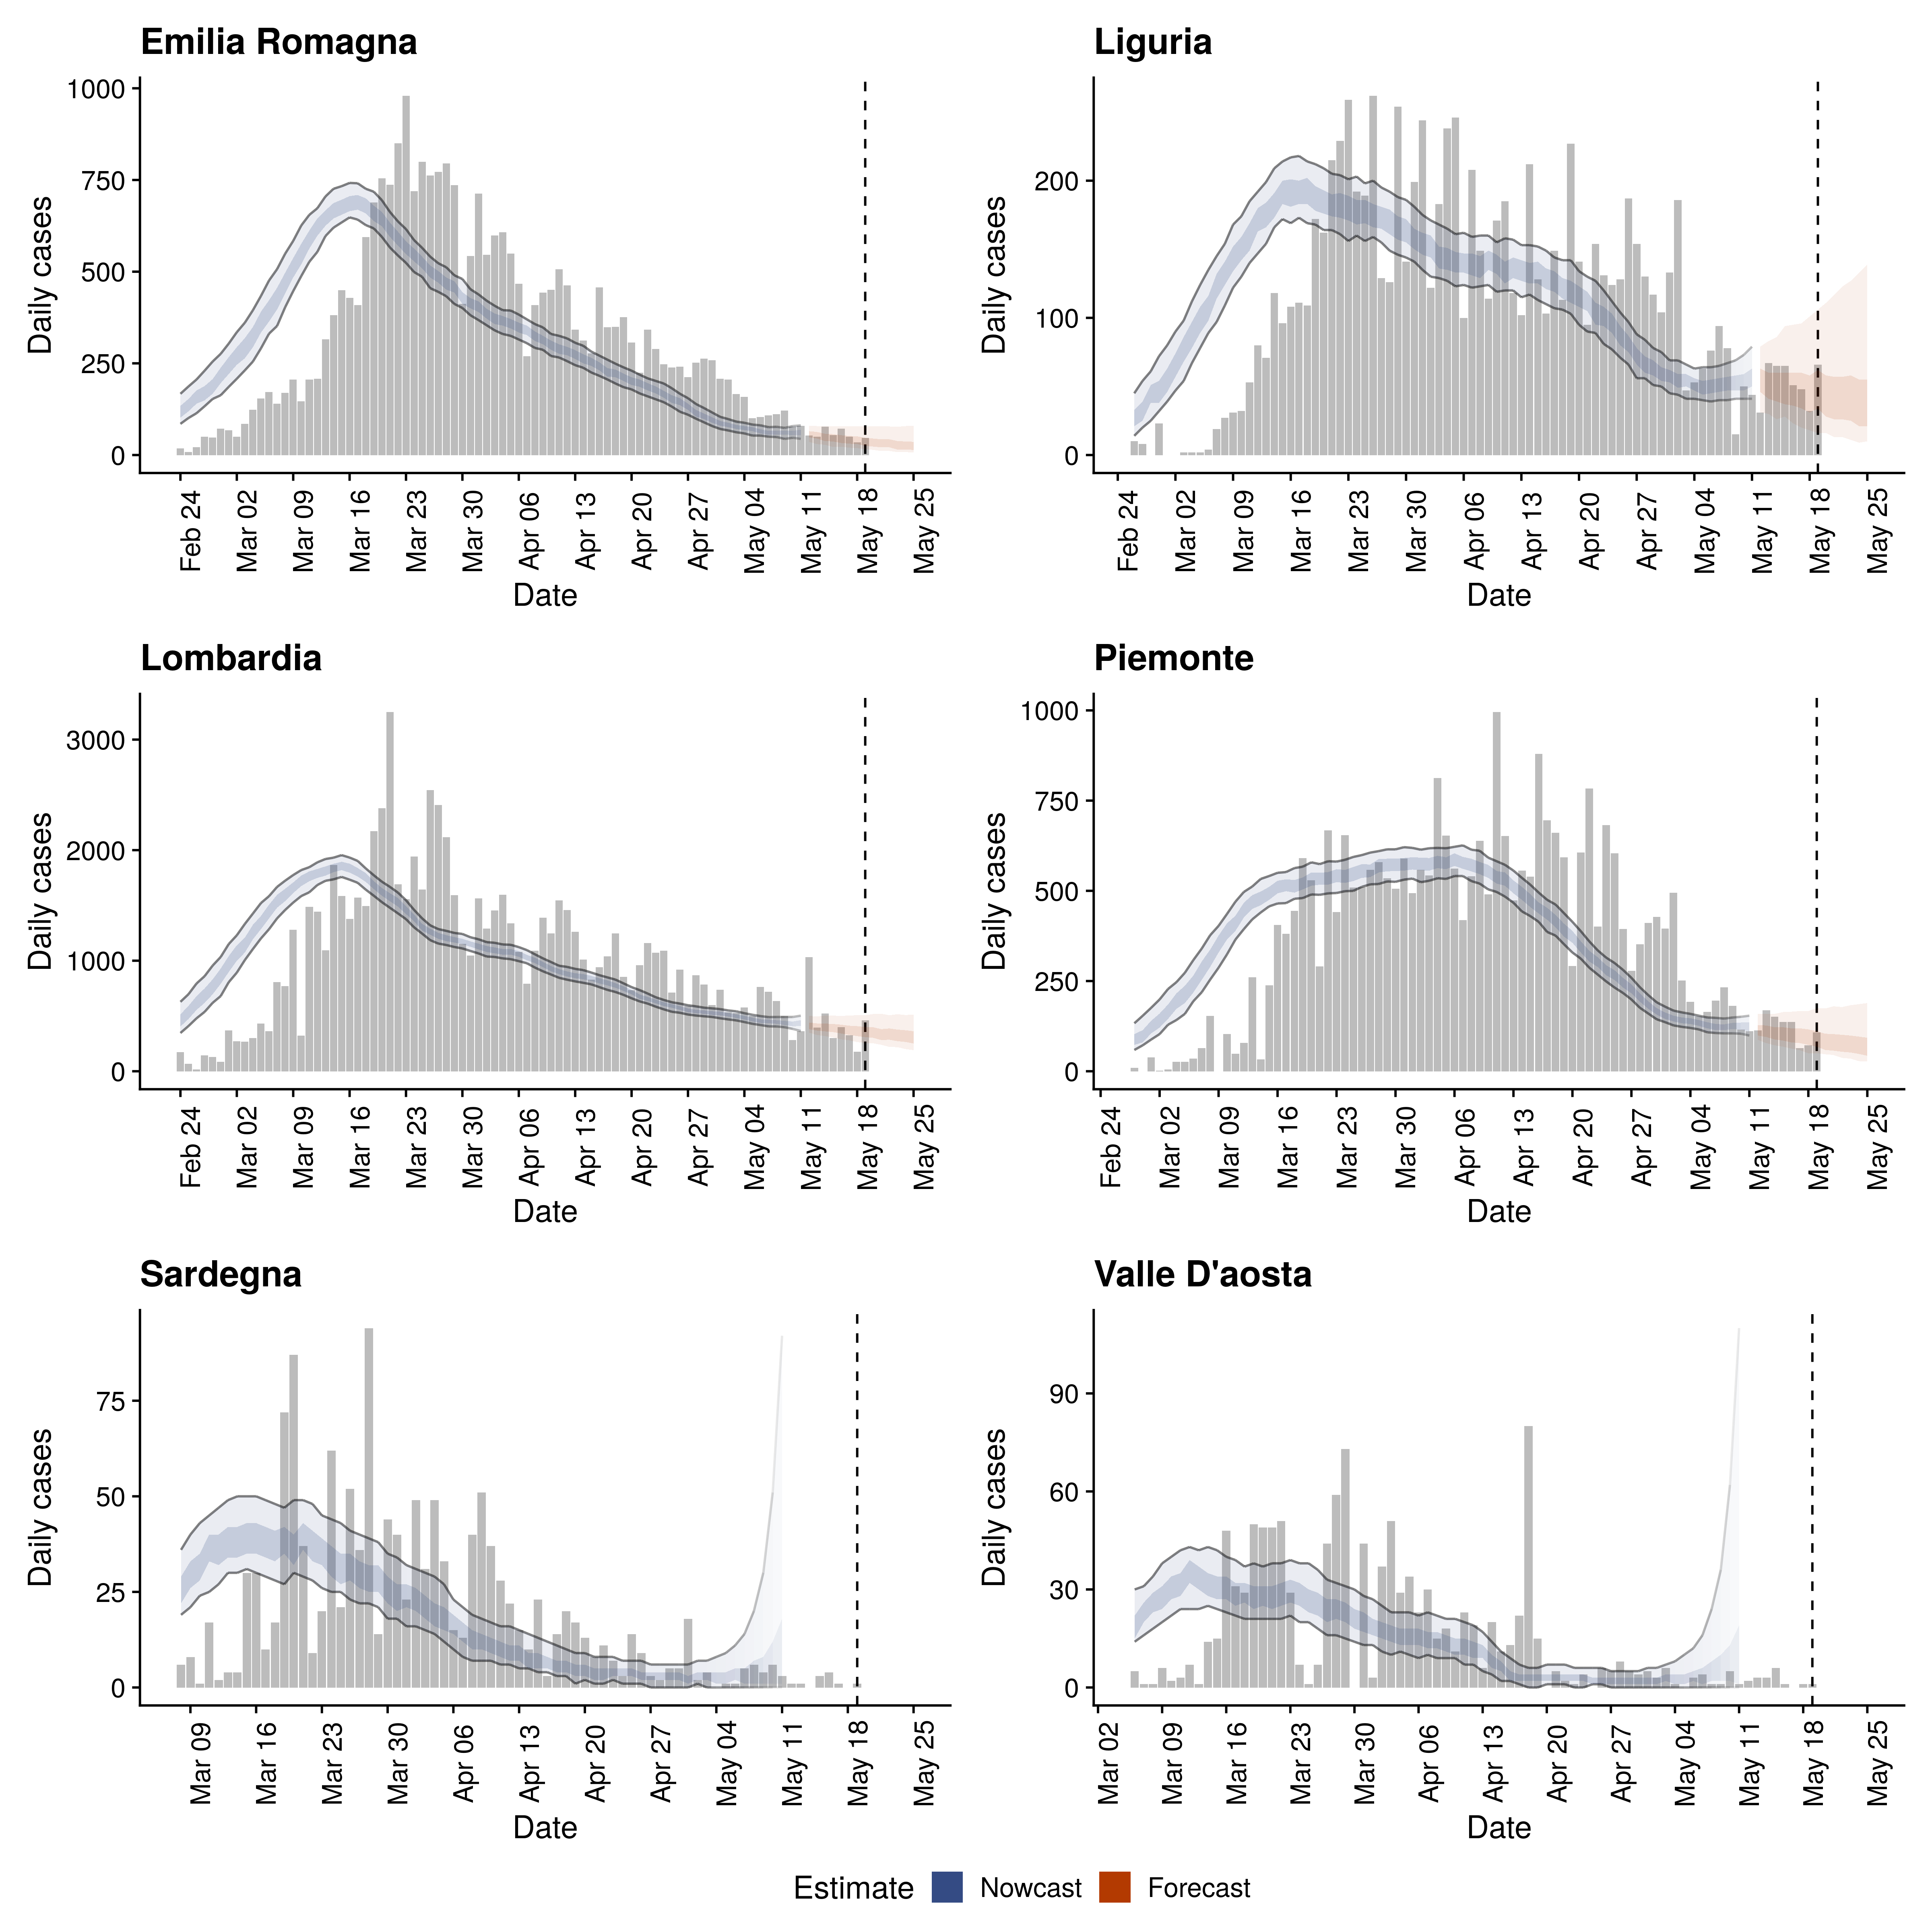 Emilia Romagna
Daily cases
1000
750
500
250
0
Feb 24
Mar 02
Mar 09
Mar 16
Mar 23
Mar 30
Apr 06
Apr 13
Apr 20
Apr 27
May 04
May 11
May 18
May 25
Date
Liguria
Daily cases
200
100
0
Feb 24
Mar 02
Mar 09
Mar 16
Mar 23
Mar 30
Apr 06
Apr 13
Apr 20
Apr 27
May 04
May 11
May 18
May 25
Date
Lombardia
Daily cases
3000
2000
1000
0
Feb 24
Mar 02
Mar 09
Mar 16
Mar 23
Mar 30
Apr 06
Apr 13
Apr 20
Apr 27
May 04
May 11
May 18
May 25
Date
Piemonte
Daily cases
1000
750
500
250
0
Feb 24
Mar 02
Mar 09
Mar 16
Mar 23
Mar 30
Apr 06
Apr 13
Apr 20
Apr 27
May 04
May 11
May 18
May 25
Date
Sardegna
Daily cases
75
50
25
0
Mar 09
Mar 16
Mar 23
Mar 30
Apr 06
Apr 13
Apr 20
Apr 27
May 04
May 11
May 18
May 25
Date
Valle D'aosta
Daily cases
90
60
30
0
Mar 02
Mar 09
Mar 16
Mar 23
Mar 30
Apr 06
Apr 13
Apr 20
Apr 27
May 04
May 11
May 18
May 25
Date
Estimate Nowcast Forecast